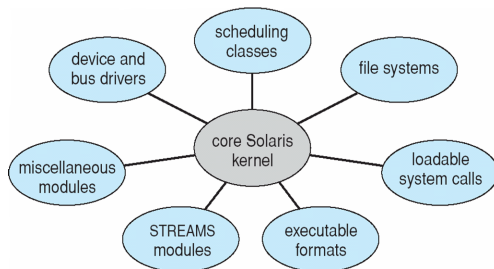 scheduling
classes
device and
bus drivers
file systems
core Solaris
kernel
miscellaneous
modules
loadable
system calls
STREAMS
modules
executable
formats